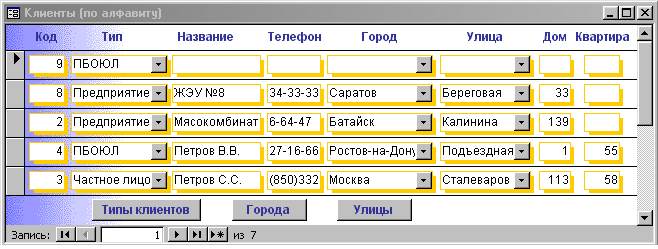 Клиенты (по алфавиту)
Код Тип Название Телефон Город Улица Дом Квартира
9 ПБОЮЛ
8 Предприятие ЖЭУ №8 34-33-33 Саратов Береговая 33
2 Предприятие Мясокомбинат 6-64-47 Батайск Калинина 139
4 ПБОЮЛ Петров В.В. 27-16-66 Ростов-на-Дону Подъездная 1 55
3 Частное лицо Петров С.С. (850)332 Москва Сталеваров 113 58
Типы клиентов Города Улицы
Запись: 1 из 7